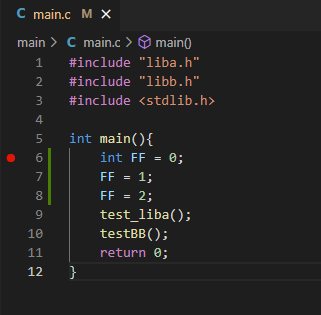 C main.c M ×
main > C main.c > main()
1 #include "liba.h"
2 #include "libb.h"
3 #include <stdlib.h>
4
5 int main(){
6     int FF = 0;
7     FF = 1;
8     FF = 2;
9     test_liba();
10     testBB();
11     return 0;
12 }